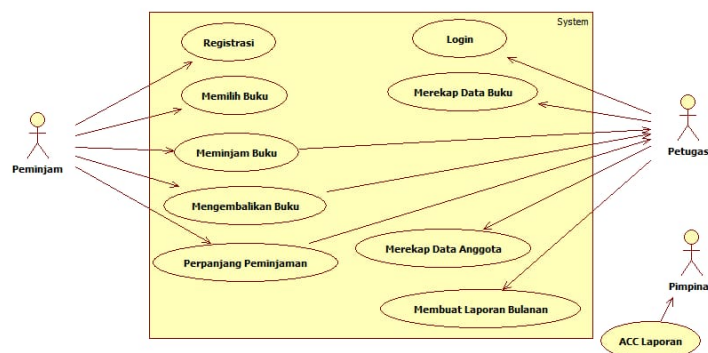 System
Registrasi
Login
Memilih Buku
Merekap Data Buku
Peminjam
Meminjam Buku
Petugas
Mengembalikan Buku
Perpanjang Peminjaman
Merekap Data Anggota
Pimpina
Membuat Laporan Bulanan
ACC Laporan